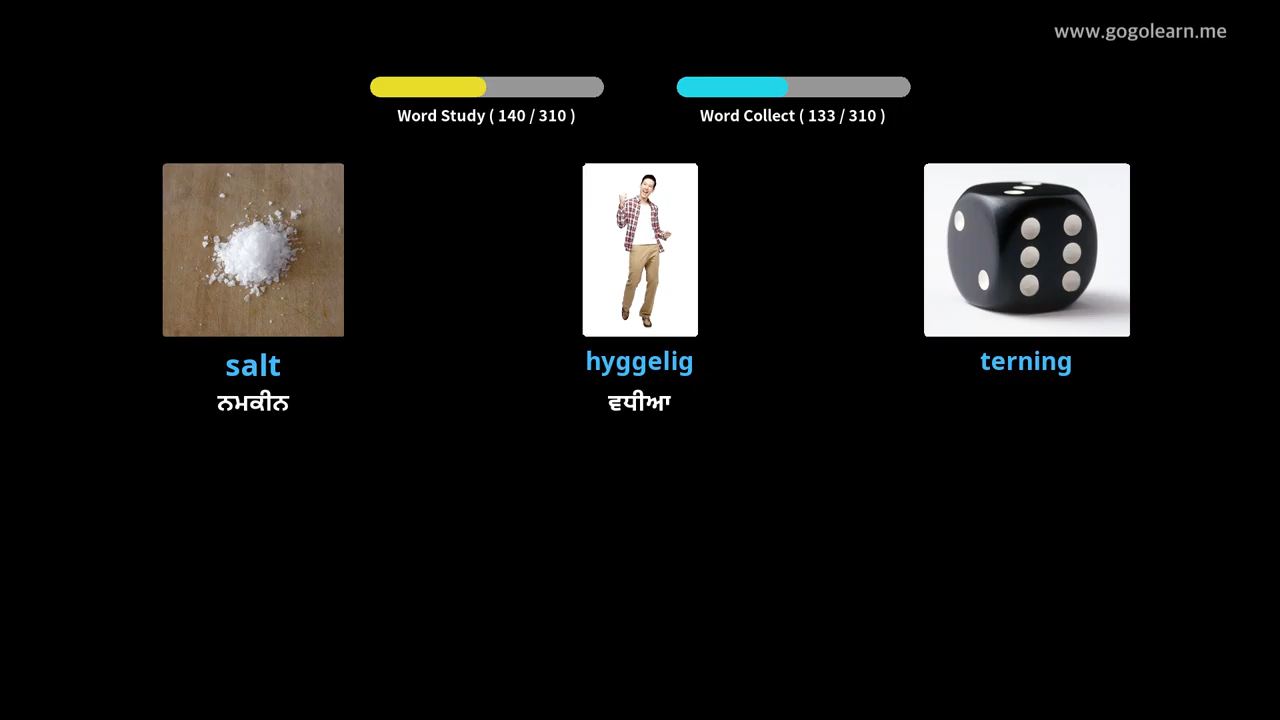 www.gogolearn.me
Word Study ( 140 / 310 )
Word Collect ( 133 / 310 )
salt
hyggelig
terning
ਨਮਕੀਨ
ਵਧੀਆ